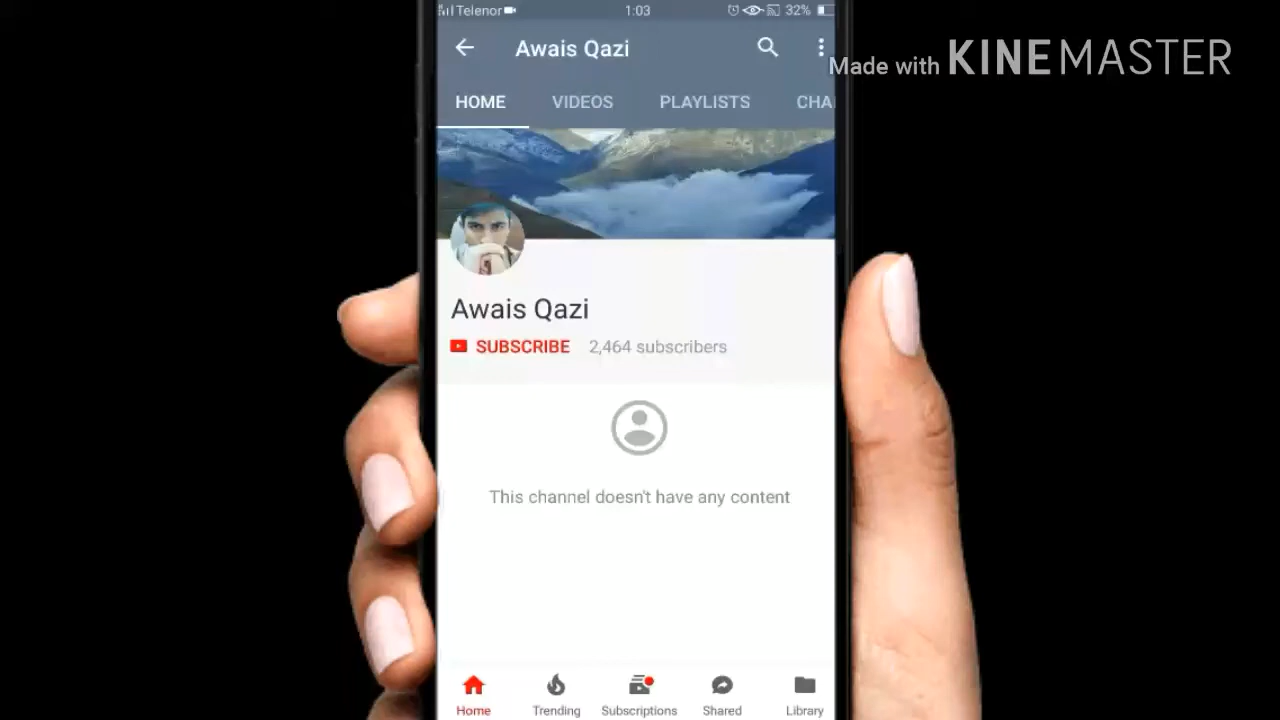 Telenor 1:03 32%
Awais Qazi
Made with KINEMASTER
HOME VIDEOS PLAYLISTS CHA
Awais Qazi
SUBSCRIBE 2,464 subscribers
This channel doesn't have any content
Home Trending Subscriptions Shared Library